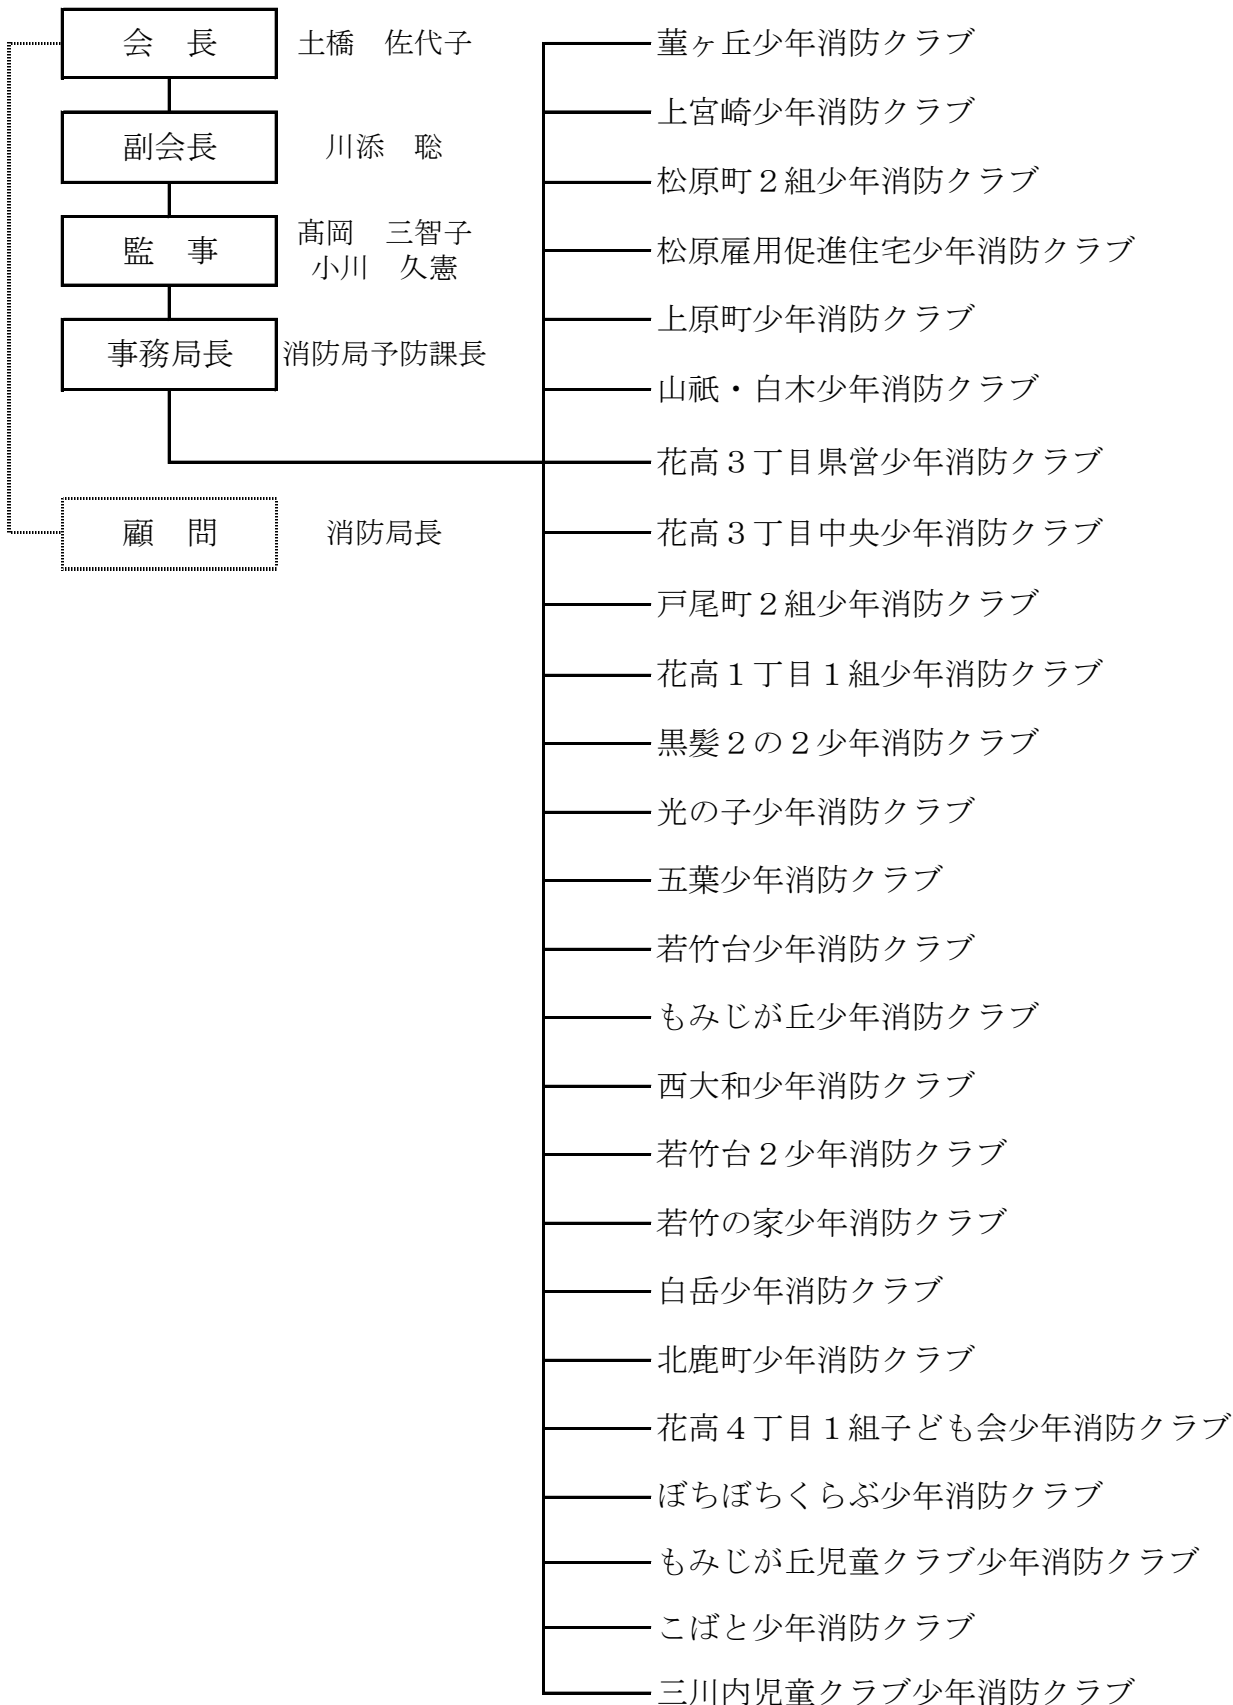 会　長　土橋　佐代子
副会長　川添　聡
監　事　髙岡　三智子
小川　久憲
事務局長　消防局予防課長
顧　問　消防局長
菫ヶ丘少年消防クラブ
上宮崎少年消防クラブ
松原町２組少年消防クラブ
松原雇用促進住宅少年消防クラブ
上原町少年消防クラブ
山祇・白木少年消防クラブ
花高３丁目県営少年消防クラブ
花高３丁目中央少年消防クラブ
戸尾町２組少年消防クラブ
花高１丁目１組少年消防クラブ
黒髪２の２少年消防クラブ
光の子少年消防クラブ
五葉少年消防クラブ
若竹台少年消防クラブ
もみじが丘少年消防クラブ
西大和少年消防クラブ
若竹台２少年消防クラブ
若竹の家少年消防クラブ
白岳少年消防クラブ
北鹿町少年消防クラブ
花高４丁目１組子ども会少年消防クラブ
ぼちぼちくらぶ少年消防クラブ
もみじが丘児童クラブ少年消防クラブ
こばと少年消防クラブ
三川内児童クラブ少年消防クラブ